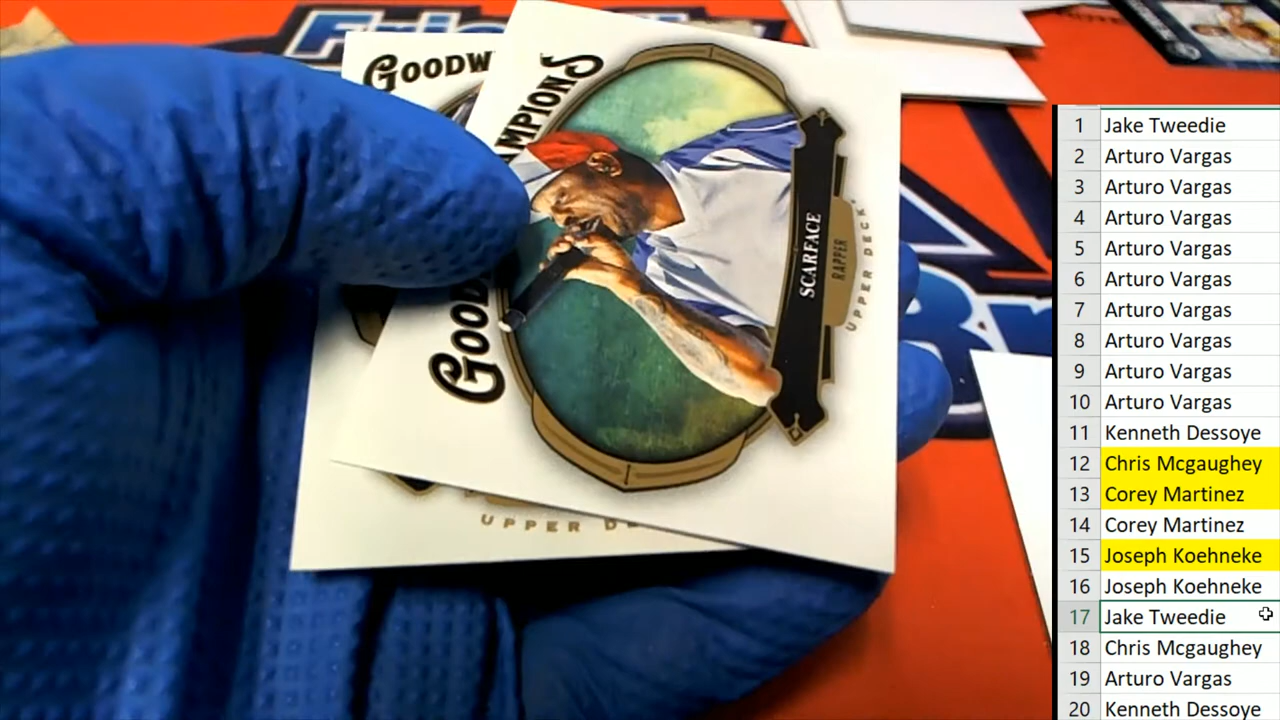 GOODW
GOOD
MPIONS
SCARFACE
RAPPER
UPPER DECK
UPPER DE
1 Jake Tweedie
2 Arturo Vargas
3 Arturo Vargas
4 Arturo Vargas
5 Arturo Vargas
6 Arturo Vargas
7 Arturo Vargas
8 Arturo Vargas
9 Arturo Vargas
10 Arturo Vargas
11 Kenneth Dessoye
12 Chris Mcgaughey
13 Corey Martinez
14 Corey Martinez
15 Joseph Koehneke
16 Joseph Koehneke
17 Jake Tweedie
18 Chris Mcgaughey
19 Arturo Vargas
20 Kenneth Dessoye